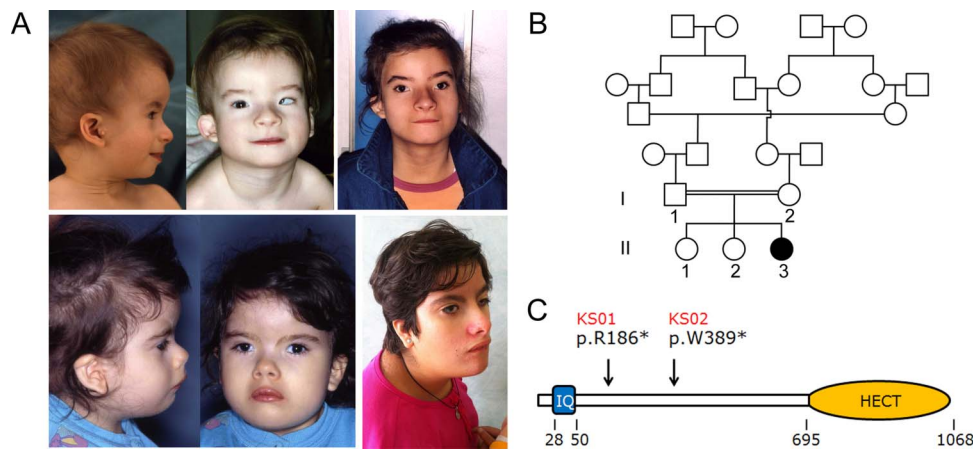 A
B
I
1
2
II
1
2
3
C
KS01
KS02
p.R186*
p.W389*
IQ
HECT
28
50
695
1068